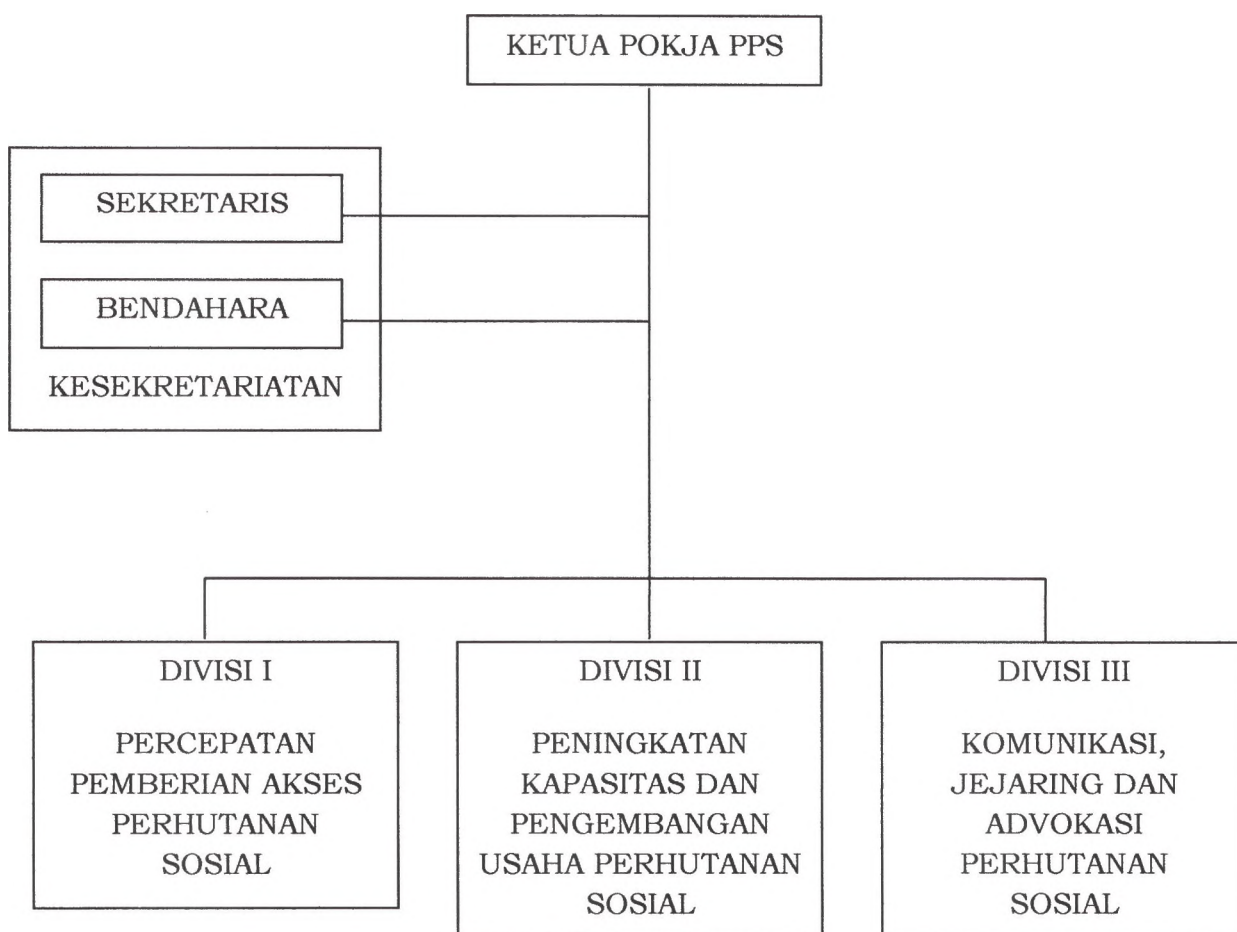 KETUA POKJA PPS
SEKRETARIS
BENDAHARA
KESEKRETARIATAN
DIVISI I
PERCEPATAN
PEMBERIAN AKSES
PERHUTANAN
SOSIAL
DIVISI II
PENINGKATAN
KAPASITAS DAN
PENGEMBANGAN
USAHA PERHUTANAN
SOSIAL
DIVISI III
KOMUNIKASI,
JEJARING DAN
ADVOKASI
PERHUTANAN
SOSIAL